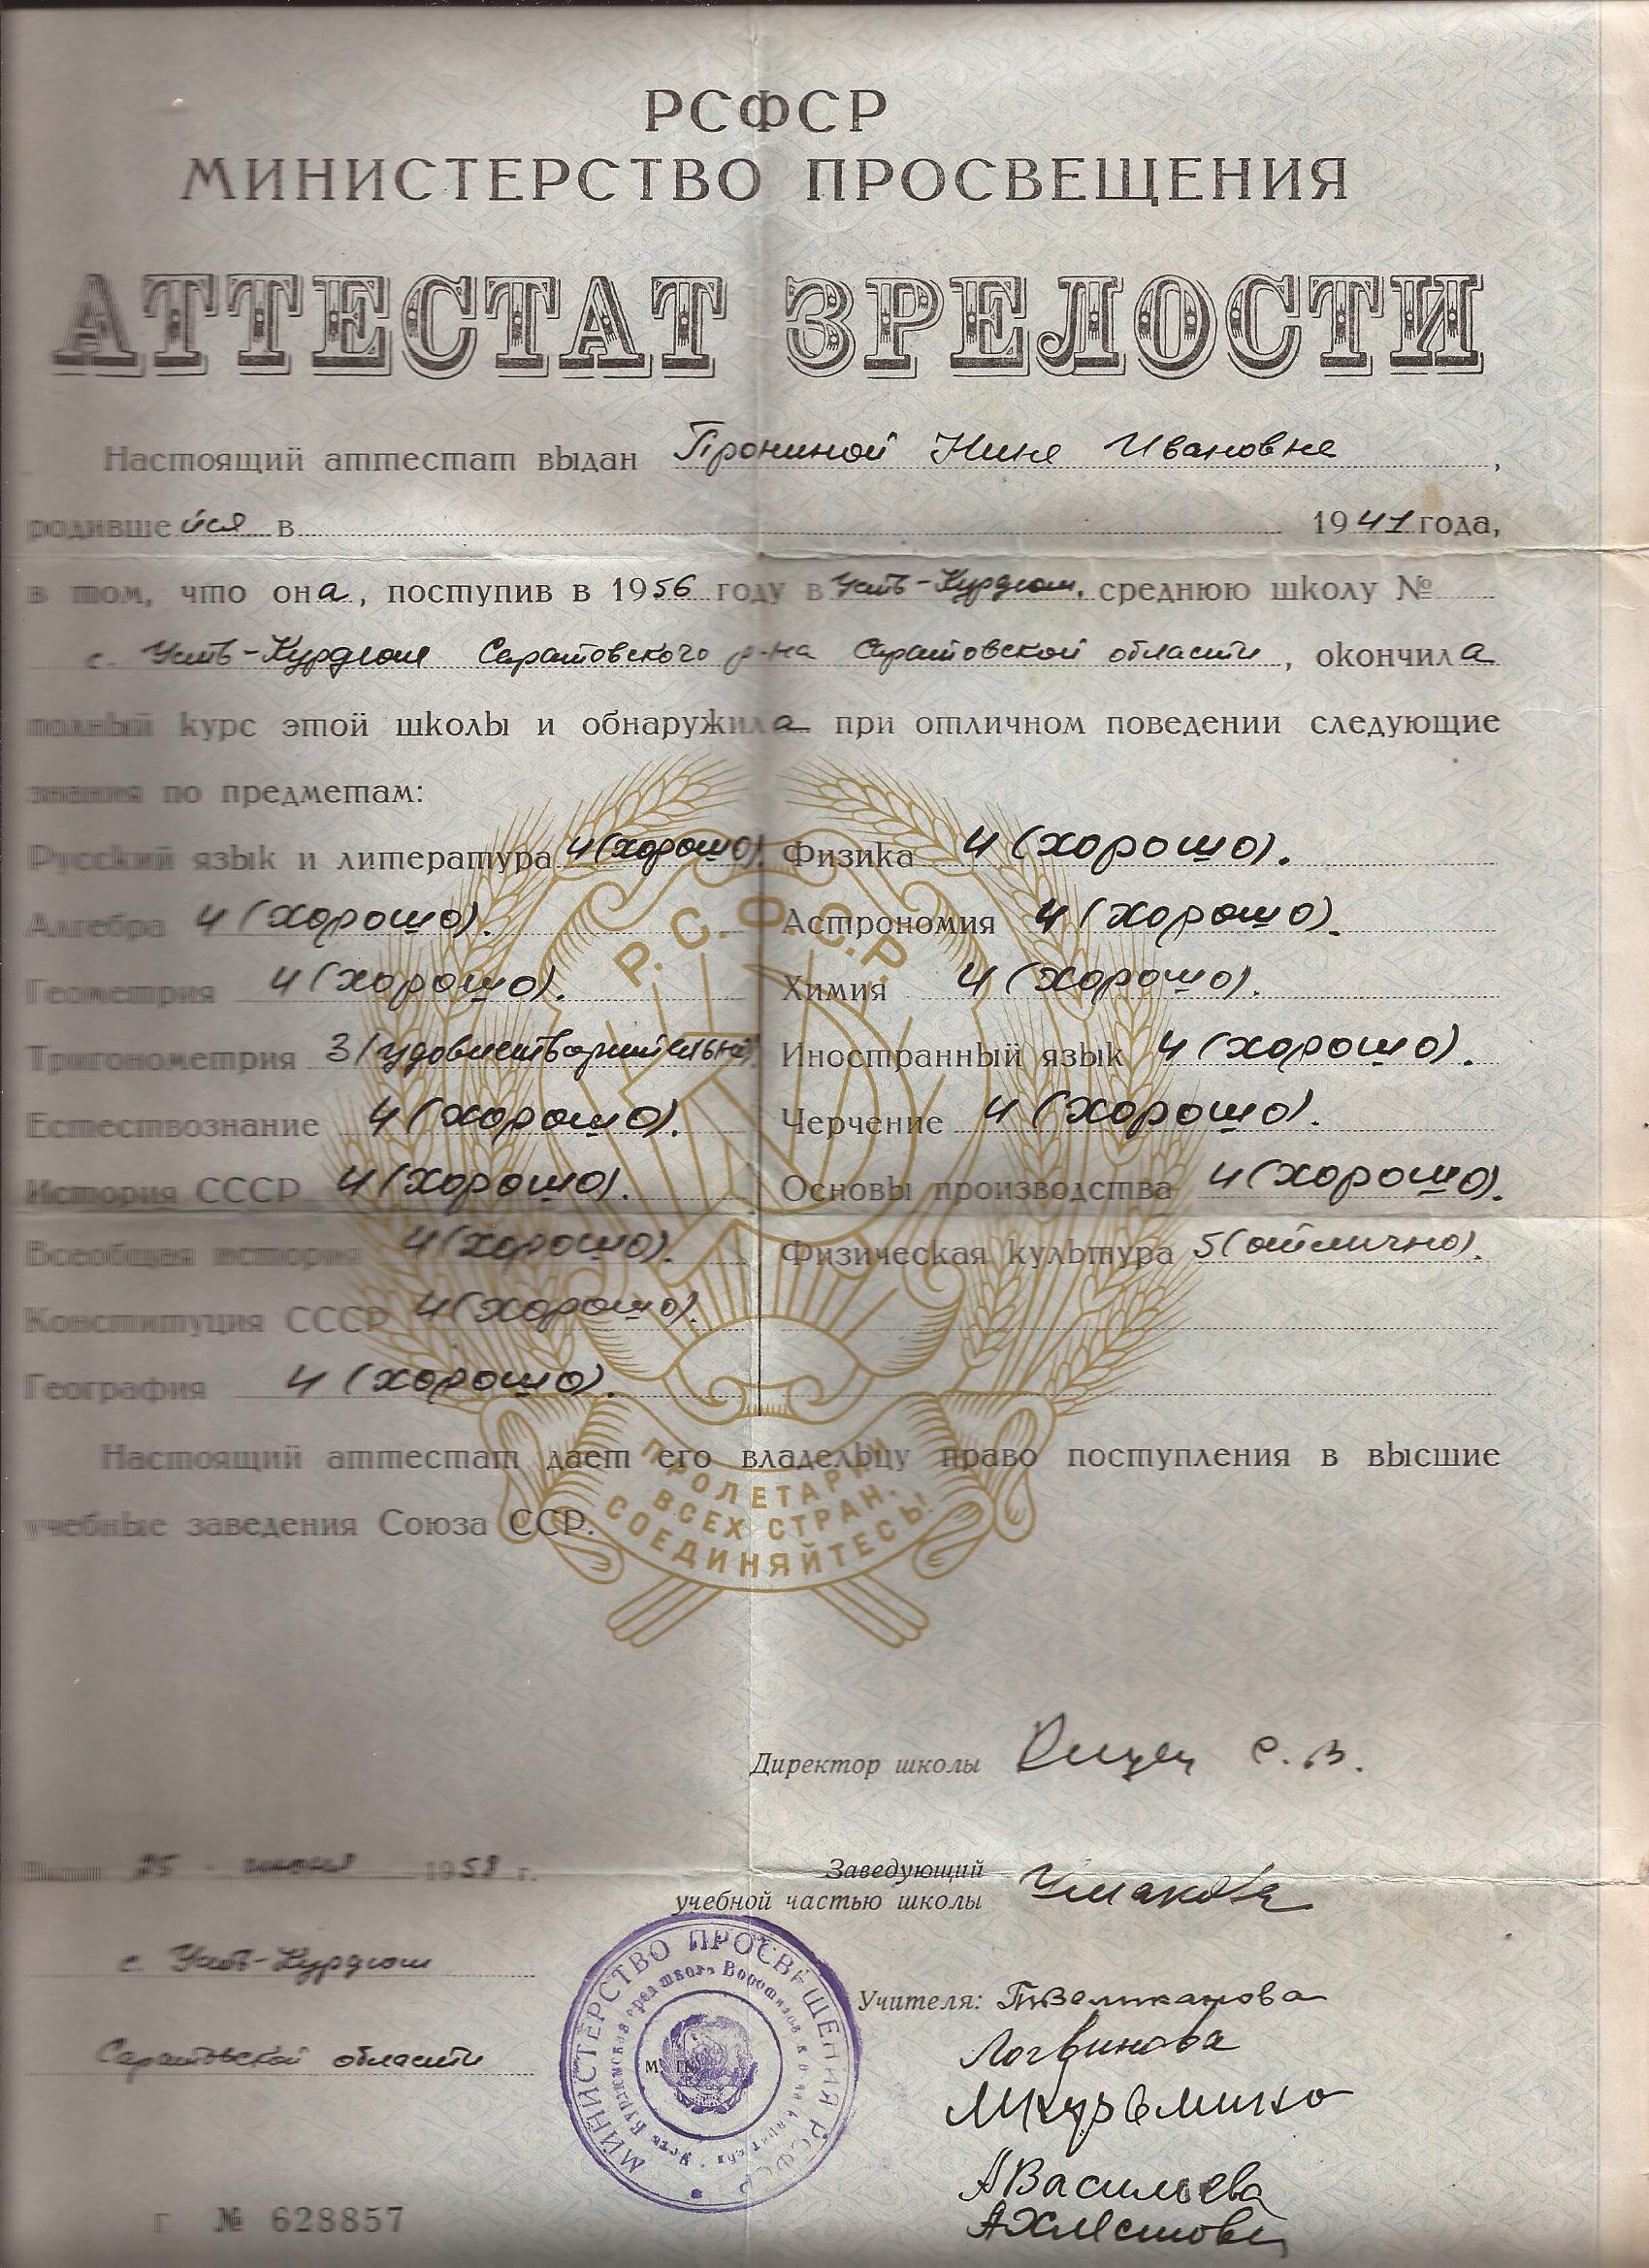 РСФСР
МИНИСТЕРСТВО ПРОСВЕЩЕНИЯ
АТТЕСТАТ ЗРЕЛОСТИ
Настоящий аттестат выдан Прониной Нине Ивановне,
родившейся в 1941 года,
в том, что она, поступив в 1956 году в Усть-Курдюм. среднюю школу №
с. Усть-Курдюм Саратовского р-на Саратовской области, окончила
полный курс этой школы и обнаружила при отличном поведении следующие
знания по предметам:
Русский язык и литература 4 (хорошо).
Алгебра 4 (хорошо).
Геометрия 4 (хорошо).
Тригонометрия 3 (удовлетворительно).
Естествознание 4 (хорошо).
История СССР 4 (хорошо).
Всеобщая история 4 (хорошо).
Конституция СССР 4 (хорошо).
География 4 (хорошо).
Физика 4 (хорошо).
Астрономия 4 (хорошо).
Химия 4 (хорошо).
Иностранный язык 4 (хорошо).
Черчение 4 (хорошо).
Основы производства 4 (хорошо).
Физическая культура 5 (отлично).
Р.С.Ф.С.Р.
ПРОЛЕТАРИИ
ВСЕХ СТРАН,
СОЕДИНЯЙТЕСЬ!
Настоящий аттестат дает его владельцу право поступления в высшие
учебные заведения Союза ССР.
Директор школы С. В.
Выдан 25 июня 1958 г.
с. Усть-Курдюм
Саратовской области
Заведующий
учебной частью школы
Учителя: Великанова
Логвинова
АВасильева
МИНИСТЕРСТВО ПРОСВЕЩЕНИЯ РСФСР
М. П.
Г № 628857